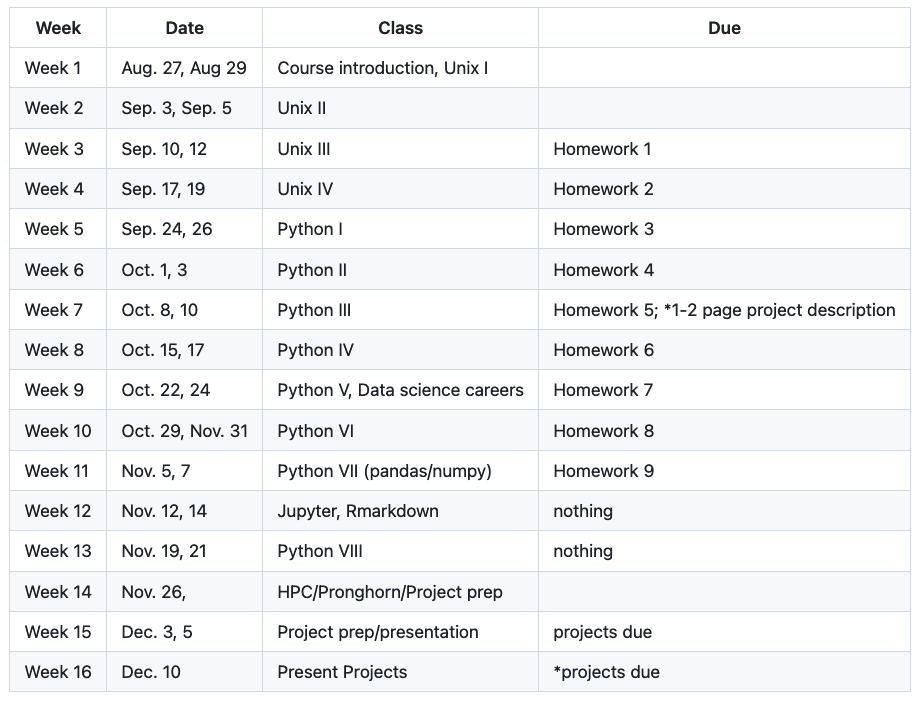 Week Date Class Due
Week 1 Aug. 27, Aug 29 Course introduction, Unix I
Week 2 Sep. 3, Sep. 5 Unix II
Week 3 Sep. 10, 12 Unix III Homework 1
Week 4 Sep. 17, 19 Unix IV Homework 2
Week 5 Sep. 24, 26 Python I Homework 3
Week 6 Oct. 1, 3 Python II Homework 4
Week 7 Oct. 8, 10 Python III Homework 5; *1-2 page project description
Week 8 Oct. 15, 17 Python IV Homework 6
Week 9 Oct. 22, 24 Python V, Data science careers Homework 7
Week 10 Oct. 29, Nov. 31 Python VI Homework 8
Week 11 Nov. 5, 7 Python VII (pandas/numpy) Homework 9
Week 12 Nov. 12, 14 Jupyter, Rmarkdown nothing
Week 13 Nov. 19, 21 Python VIII nothing
Week 14 Nov. 26, HPC/Pronghorn/Project prep
Week 15 Dec. 3, 5 Project prep/presentation projects due
Week 16 Dec. 10 Present Projects *projects due